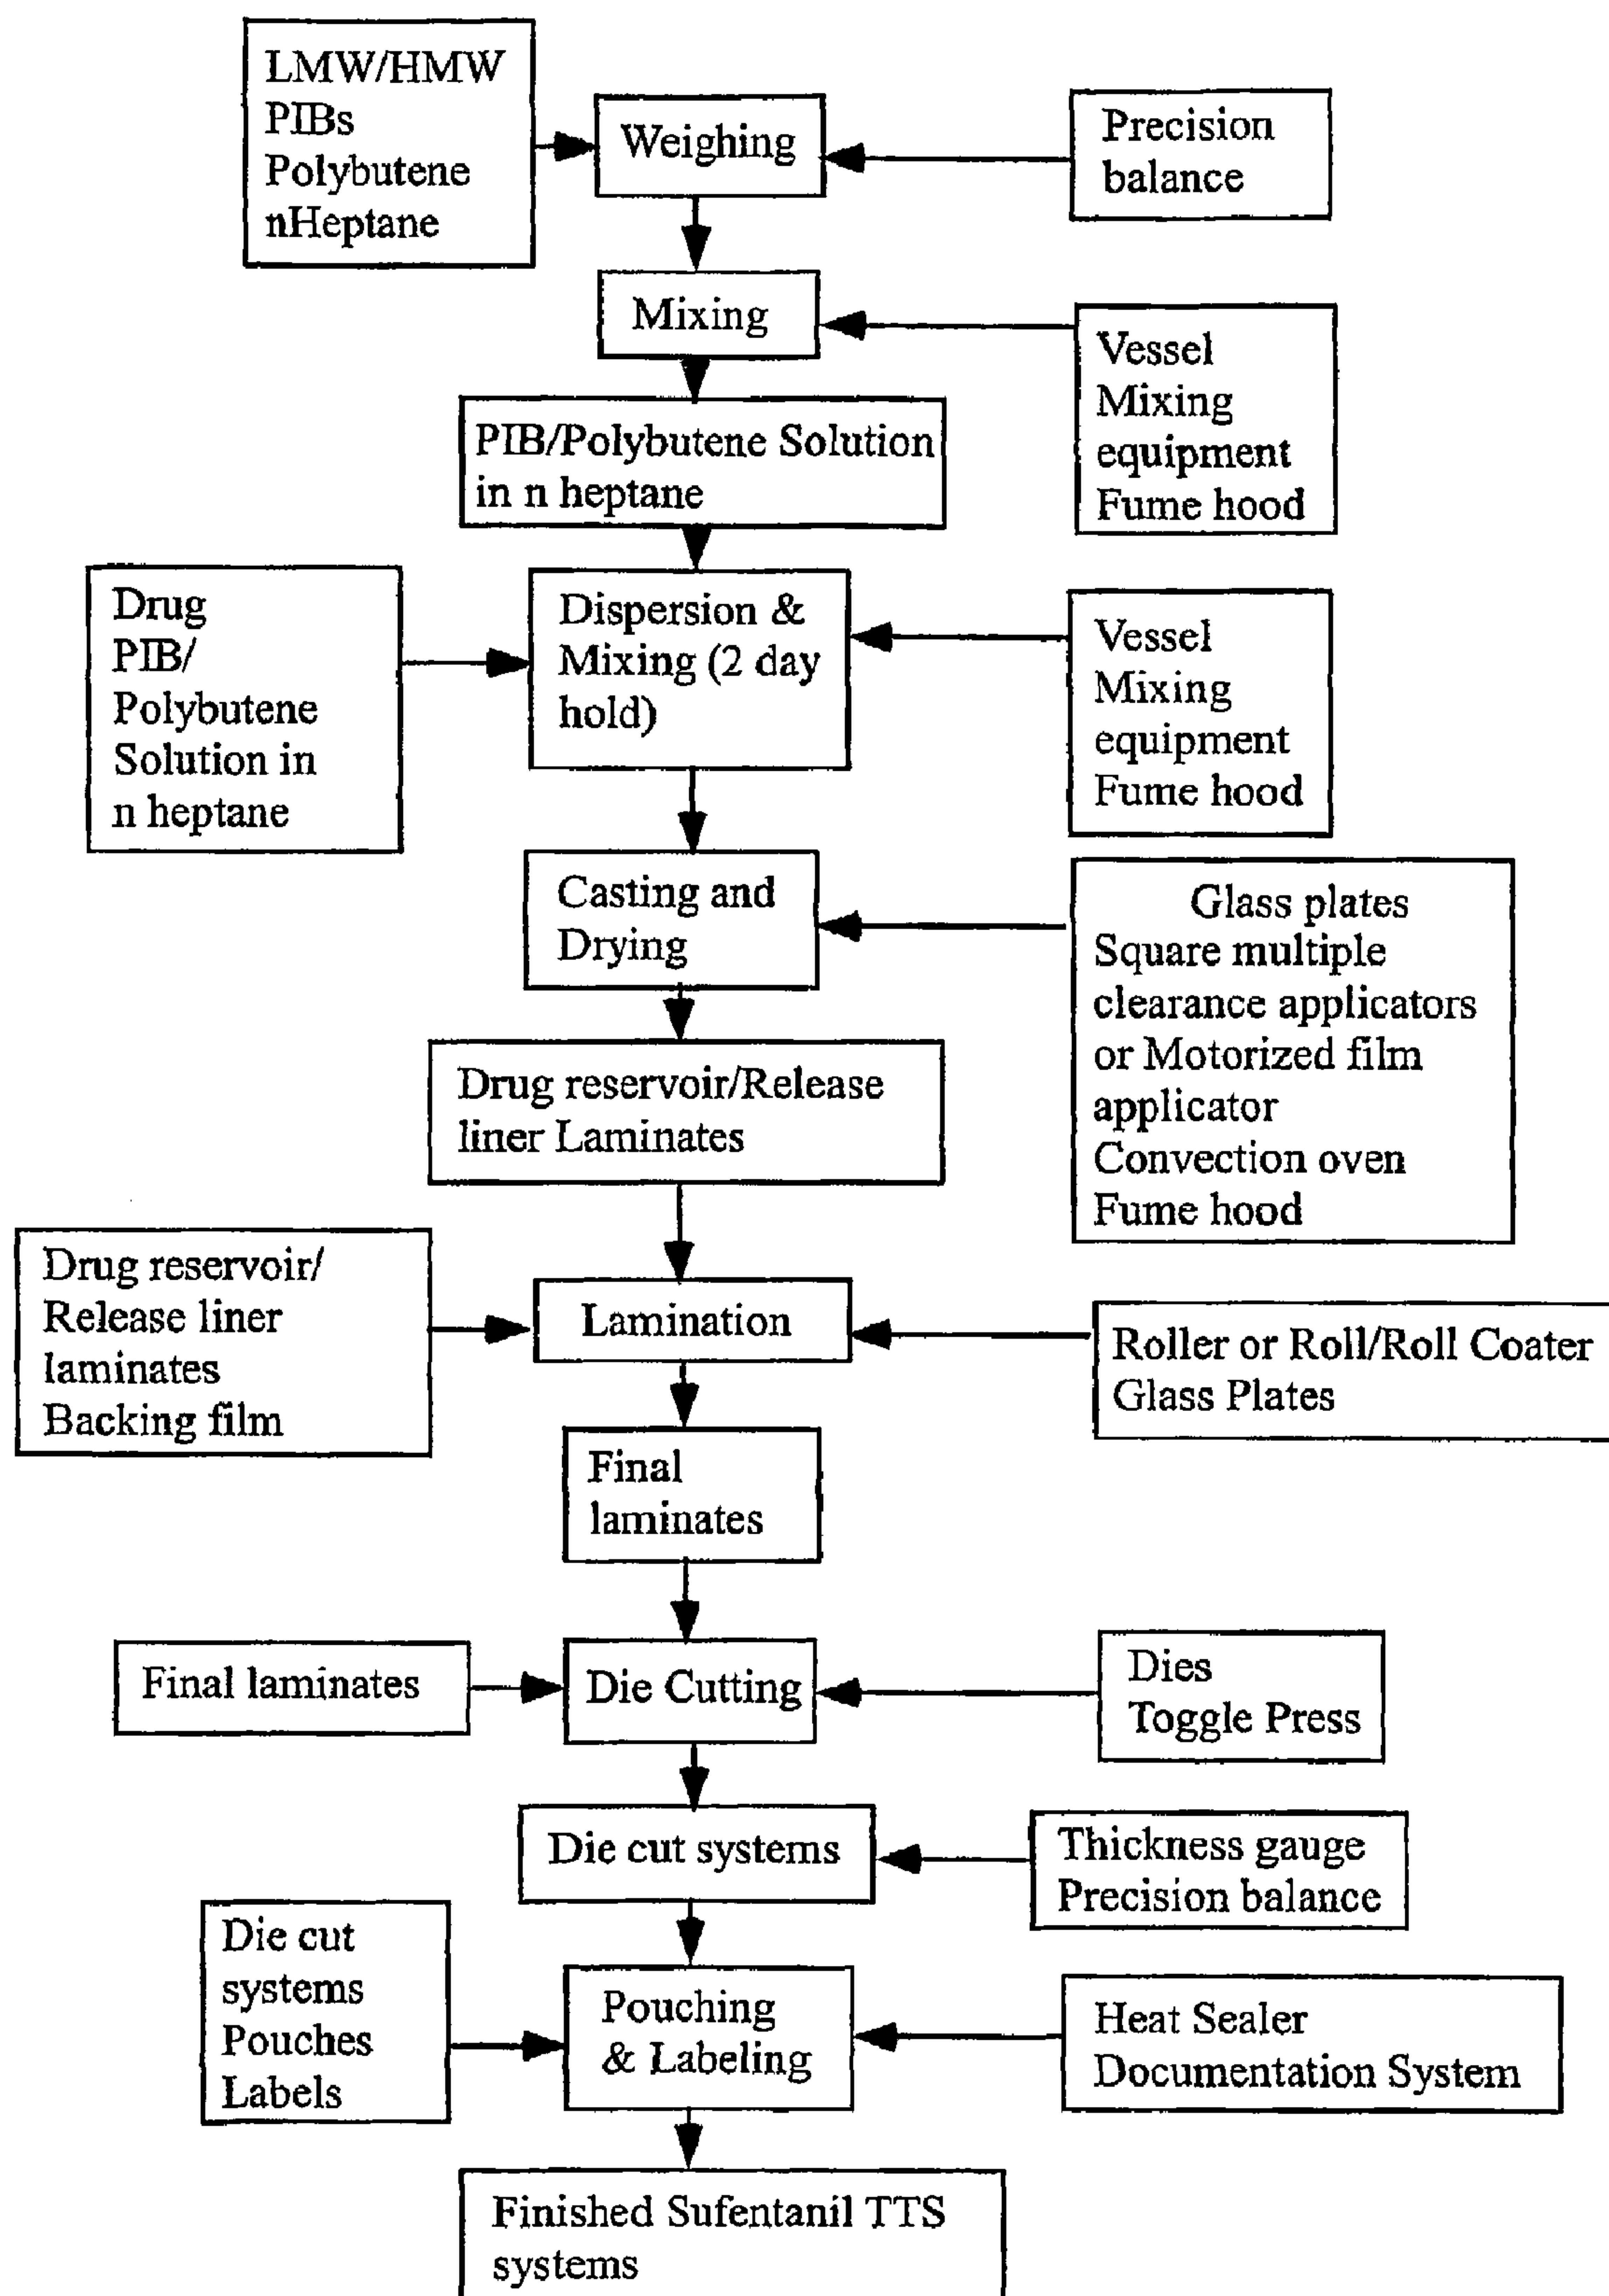 LMW/HMW
PIBs
Polybutene
nHeptane
Weighing
Precision
balance
Mixing
Vessel
Mixing
equipment
Fume hood
PIB/Polybutene Solution
in n heptane
Drug
PIB/
Polybutene
Solution in
n heptane
Dispersion &
Mixing (2 day
hold)
Vessel
Mixing
equipment
Fume hood
Casting and
Drying
Glass plates
Square multiple
clearance applicators
or Motorized film
applicator
Convection oven
Fume hood
Drug reservoir/Release
liner Laminates
Drug reservoir/
Release liner
laminates
Backing film
Lamination
Roller or Roll/Roll Coater
Glass Plates
Final
laminates
Final laminates
Die Cutting
Dies
Toggle Press
Die cut systems
Thickness gauge
Precision balance
Die cut
systems
Pouches
Labels
Pouching
& Labeling
Heat Sealer
Documentation System
Finished Sufentanil TTS
systems